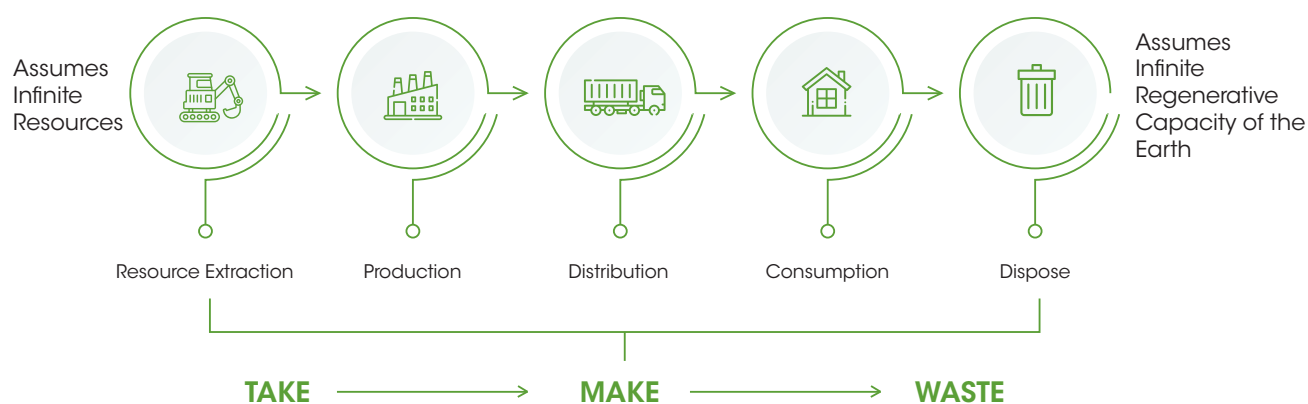 Assumes
Infinite
Resources
Assumes
Infinite
Regenerative
Capacity of the
Earth
Resource Extraction
Production
Distribution
Consumption
Dispose
TAKE
MAKE
WASTE